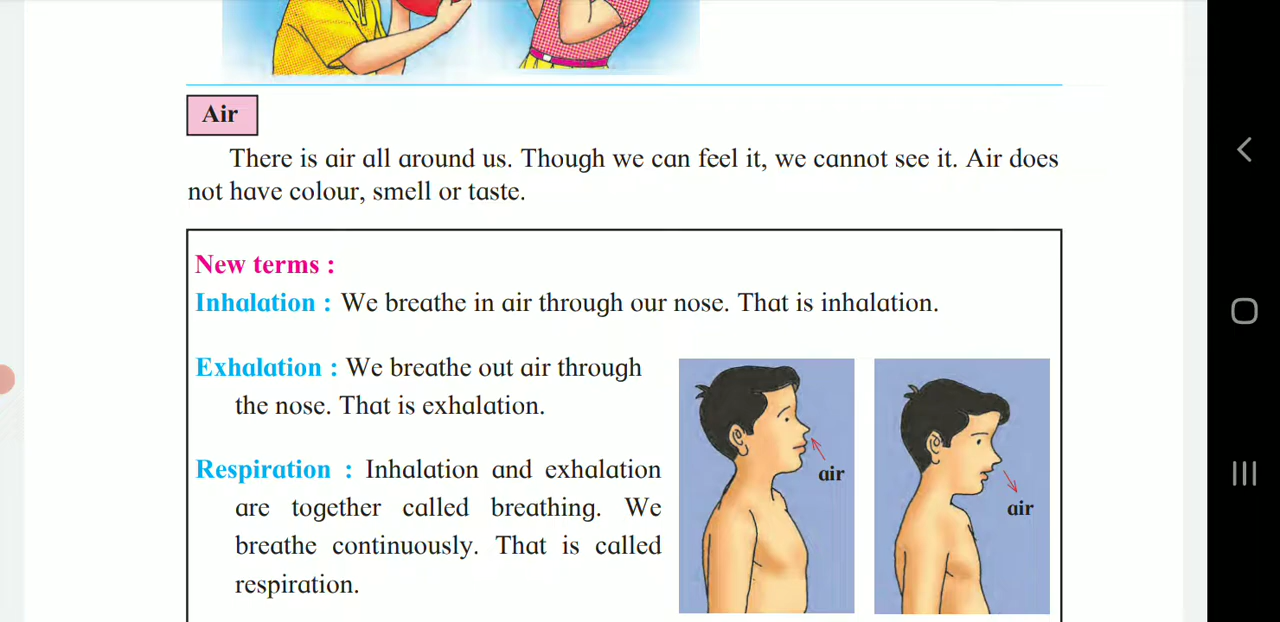 Air
There is air all around us. Though we can feel it, we cannot see it. Air does
not have colour, smell or taste.
New terms :
Inhalation : We breathe in air through our nose. That is inhalation.
Exhalation : We breathe out air through
the nose. That is exhalation.
Respiration : Inhalation and exhalation
are together called breathing. We
breathe continuously. That is called
respiration.
air
air